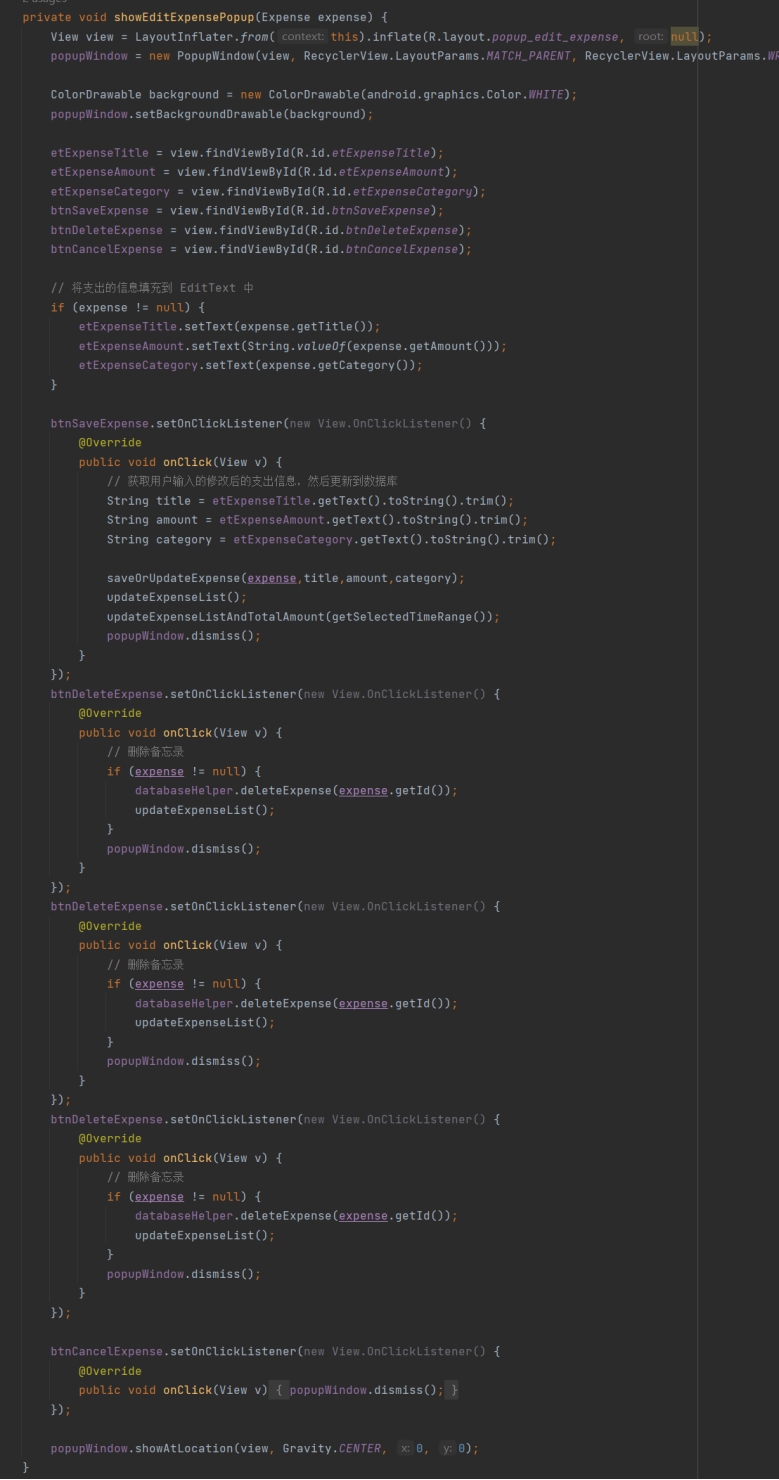 2 usages
private void showEditExpensePopup(Expense expense) {
View view = LayoutInflater.from( context: this).inflate(R.layout.popup_edit_expense, root: null);
popupWindow = new PopupWindow(view, RecyclerView.LayoutParams.MATCH_PARENT, RecyclerView.LayoutParams.WR
ColorDrawable background = new ColorDrawable(android.graphics.Color.WHITE);
popupWindow.setBackgroundDrawable(background);
etExpenseTitle = view.findViewById(R.id.etExpenseTitle);
etExpenseAmount = view.findViewById(R.id.etExpenseAmount);
etExpenseCategory = view.findViewById(R.id.etExpenseCategory);
btnSaveExpense = view.findViewById(R.id.btnSaveExpense);
btnDeleteExpense = view.findViewById(R.id.btnDeleteExpense);
btnCancelExpense = view.findViewById(R.id.btnCancelExpense);
// 将支出的信息填充到 EditText 中
if (expense != null) {
etExpenseTitle.setText(expense.getTitle());
etExpenseAmount.setText(String.valueOf(expense.getAmount()));
etExpenseCategory.setText(expense.getCategory());
}
btnSaveExpense.setOnClickListener(new View.OnClickListener() {
@Override
public void onClick(View v) {
// 获取用户输入的修改后的支出信息，然后更新到数据库
String title = etExpenseTitle.getText().toString().trim();
String amount = etExpenseAmount.getText().toString().trim();
String category = etExpenseCategory.getText().toString().trim();
saveOrUpdateExpense(expense,title,amount,category);
updateExpenseList();
updateExpenseListAndTotalAmount(getSelectedTimeRange());
popupWindow.dismiss();
}
});
btnDeleteExpense.setOnClickListener(new View.OnClickListener() {
@Override
public void onClick(View v) {
// 删除备忘录
if (expense != null) {
databaseHelper.deleteExpense(expense.getId());
updateExpenseList();
}
popupWindow.dismiss();
}
});
btnDeleteExpense.setOnClickListener(new View.OnClickListener() {
@Override
public void onClick(View v) {
// 删除备忘录
if (expense != null) {
databaseHelper.deleteExpense(expense.getId());
updateExpenseList();
}
popupWindow.dismiss();
}
});
btnDeleteExpense.setOnClickListener(new View.OnClickListener() {
@Override
public void onClick(View v) {
// 删除备忘录
if (expense != null) {
databaseHelper.deleteExpense(expense.getId());
updateExpenseList();
}
popupWindow.dismiss();
}
});
btnCancelExpense.setOnClickListener(new View.OnClickListener() {
@Override
public void onClick(View v) { popupWindow.dismiss(); }
});
popupWindow.showAtLocation(view, Gravity.CENTER, x: 0, y: 0);
}